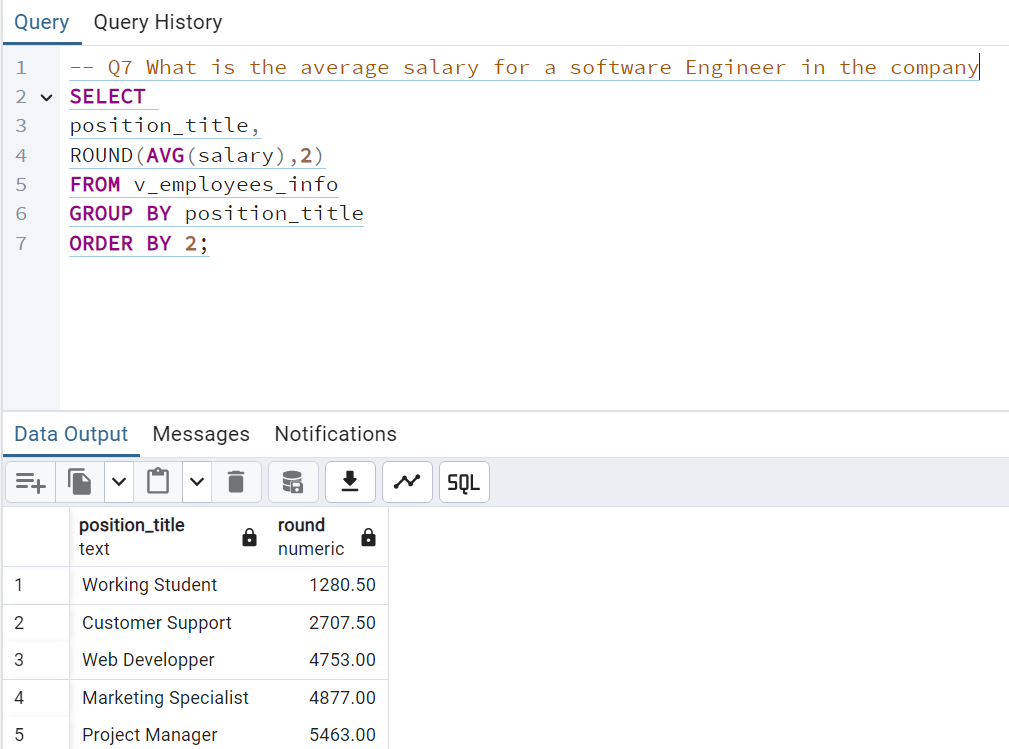 Query Query History
1 -- Q7 What is the average salary for a software Engineer in the company
2 SELECT
3 position_title,
4 ROUND(AVG(salary),2)
5 FROM v_employees_info
6 GROUP BY position_title
7 ORDER BY 2;
Data Output Messages Notifications
SQL
position_title round
text numeric
1 Working Student 1280.50
2 Customer Support 2707.50
3 Web Developper 4753.00
4 Marketing Specialist 4877.00
5 Project Manager 5463.00